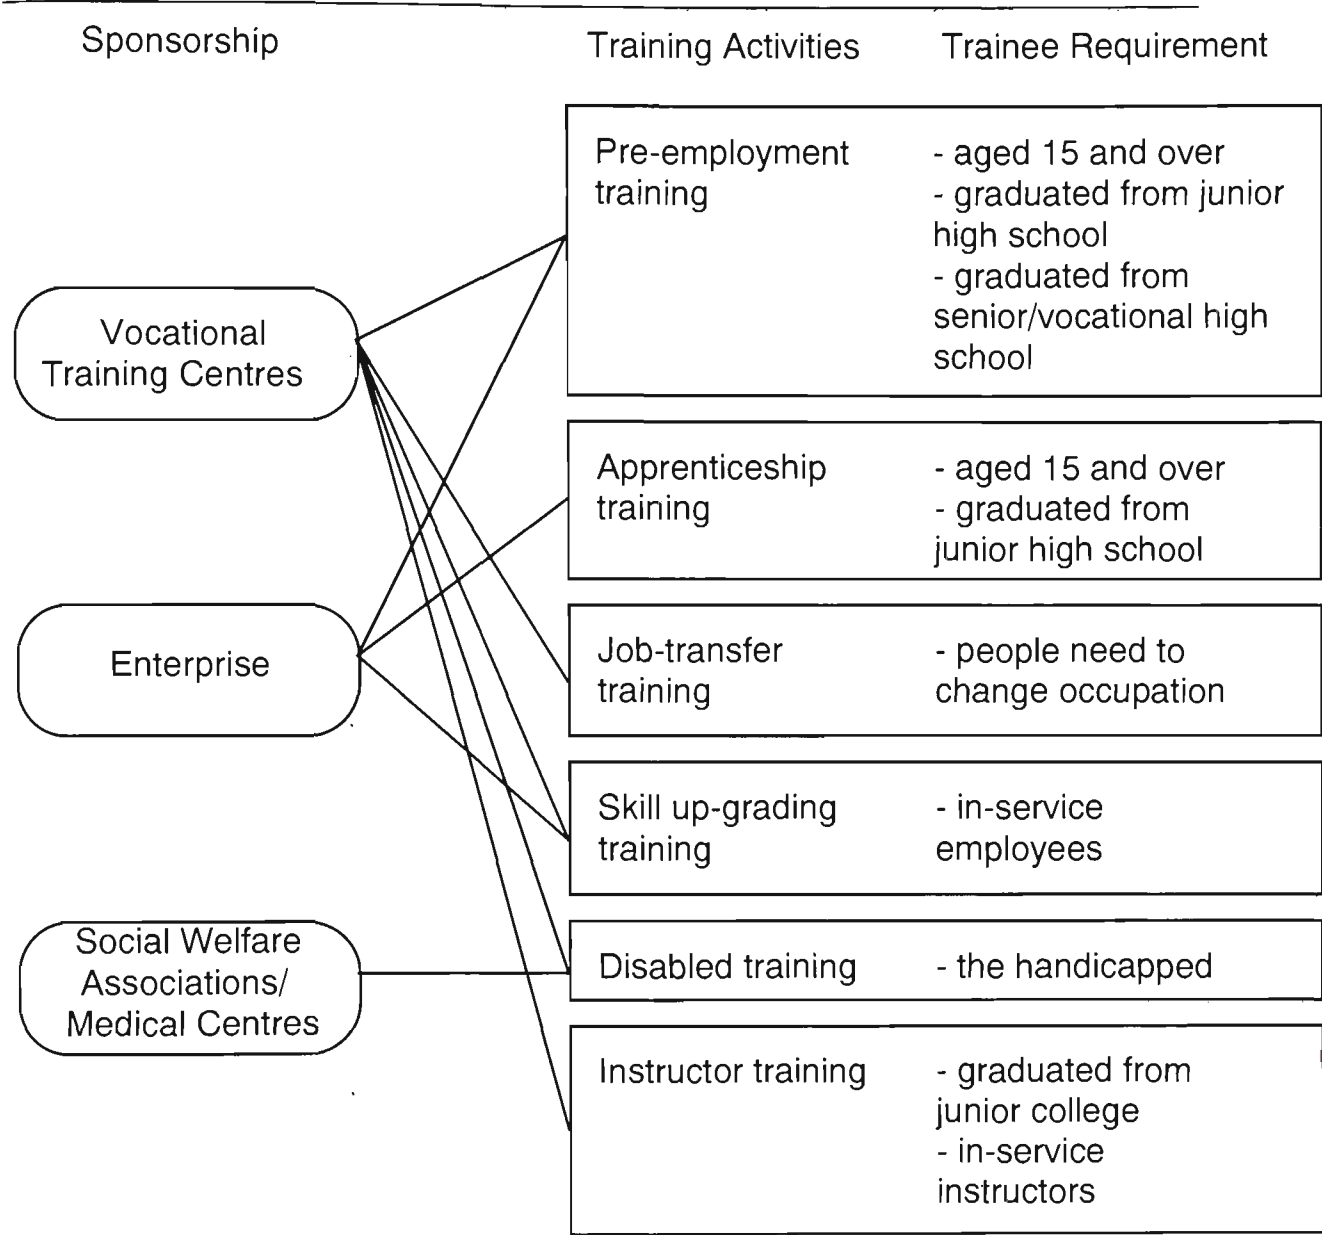 Sponsorship
Training Activities
Trainee Requirement
Vocational
Training Centres
Enterprise
Social Welfare
Associations/
Medical Centres
Pre-employment
training
- aged 15 and over
- graduated from junior
high school
- graduated from
senior/vocational high
school
Apprenticeship
training
- aged 15 and over
- graduated from
junior high school
Job-transfer
training
- people need to
change occupation
Skill up-grading
training
- in-service
employees
Disabled training
- the handicapped
Instructor training
- graduated from
junior college
- in-service
instructors